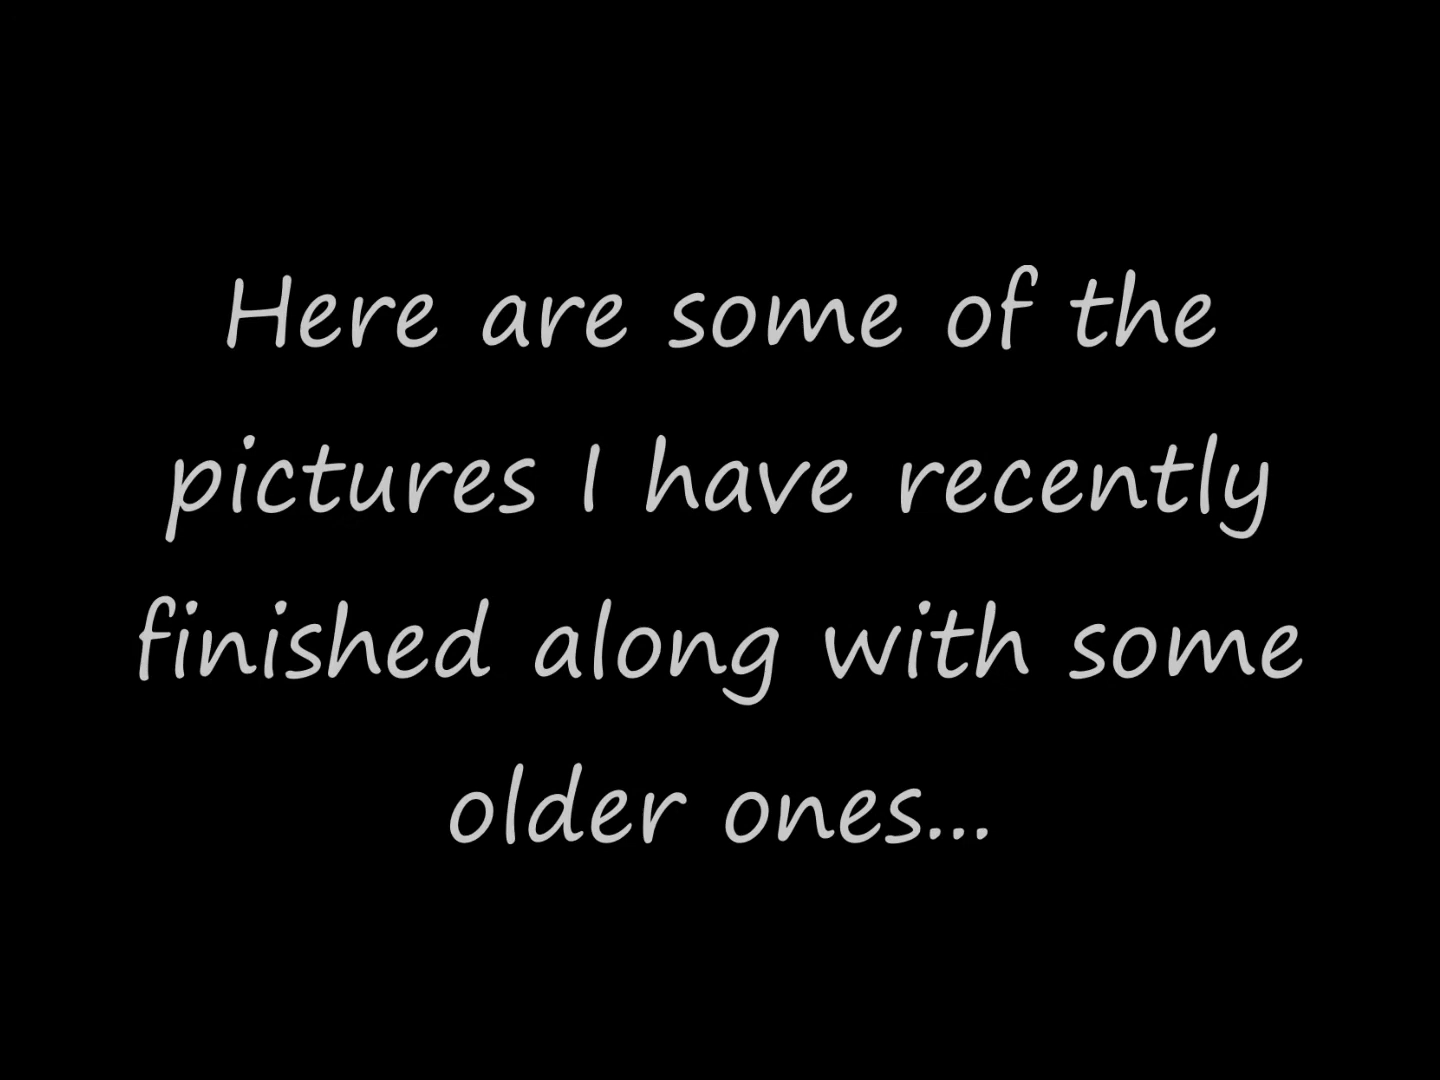 Here are some of the
pictures I have recently
finished along with some
older ones...